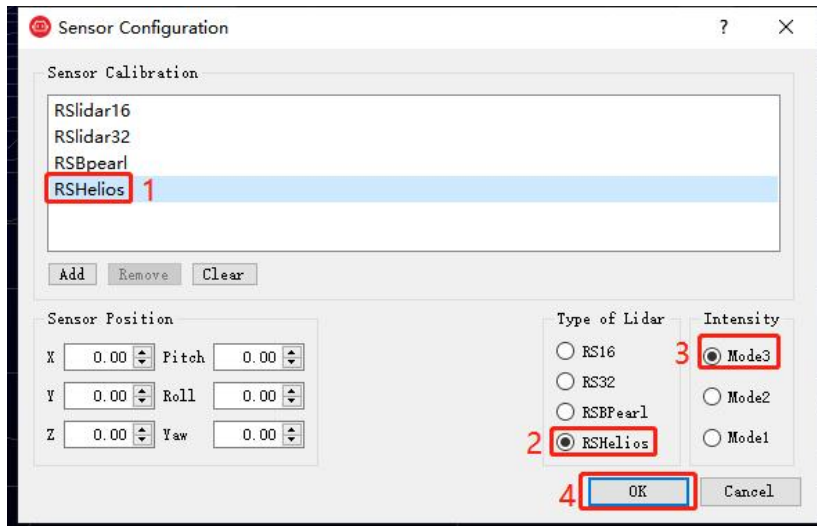 Sensor Configuration ? ×
Sensor Calibration
RSlidar16
RSlidar32
RSBpearl
RSHelios 1
Add Remove Clear
Sensor Position
X 0.00 Pitch 0.00
Y 0.00 Roll 0.00
Z 0.00 Yaw 0.00
Type of Lidar
RS16
RS32
RSBPearl
2 RSHelios
Intensity
3 Mode3
Mode2
Mode1
4 OK Cancel